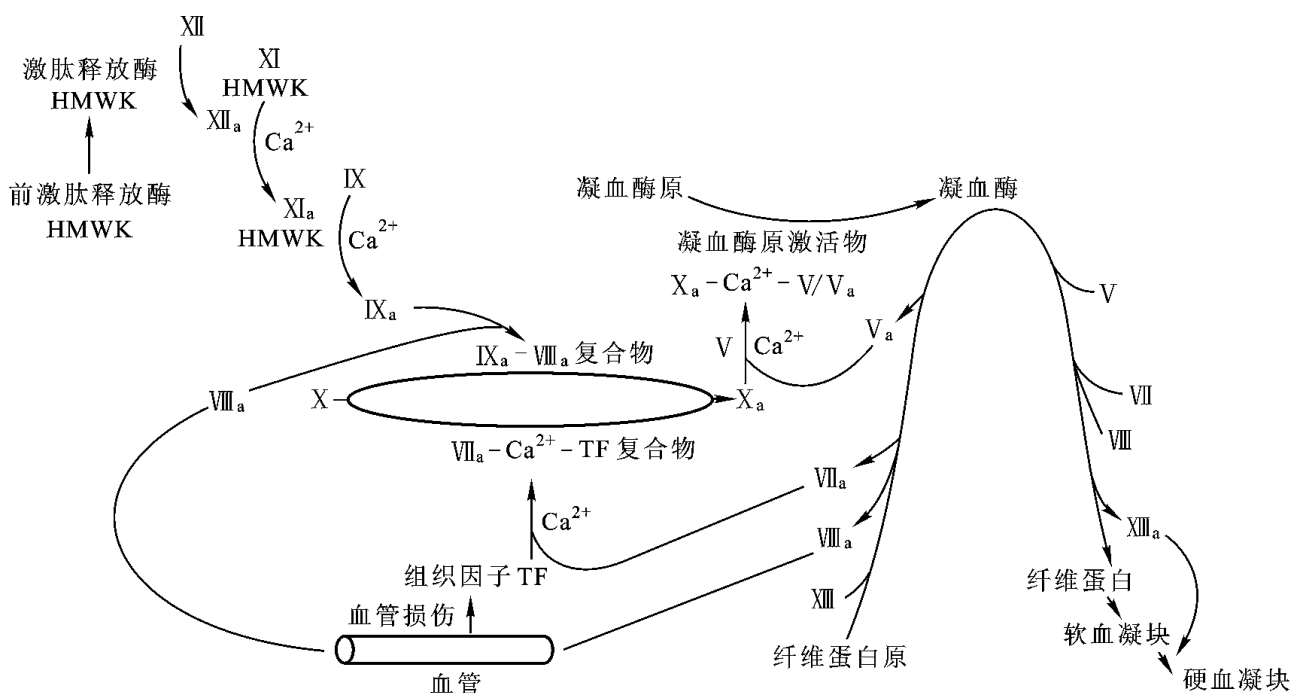 Ⅻ
激肽释放酶
HMWK
Ⅺ
HMWK
Ⅻa
Ca²⁺
前激肽释放酶
HMWK
Ⅺa
HMWK
Ⅸ
Ca²⁺
Ⅸa
凝血酶原
凝血酶
凝血酶原激活物
Ⅹa-Ca²⁺-Ⅴ/Ⅴa
Ⅴ
Ⅴ
Ca²⁺
Ⅴa
Ⅸa-Ⅷa复合物
Ⅷa
Ⅹ
Ⅹa
Ⅶ
Ⅷ
Ⅶa-Ca²⁺-TF复合物
Ⅶa
Ca²⁺
Ⅷa
ⅩⅢa
组织因子TF
ⅩⅢ
纤维蛋白
血管损伤
软血凝块
纤维蛋白原
血管
硬血凝块